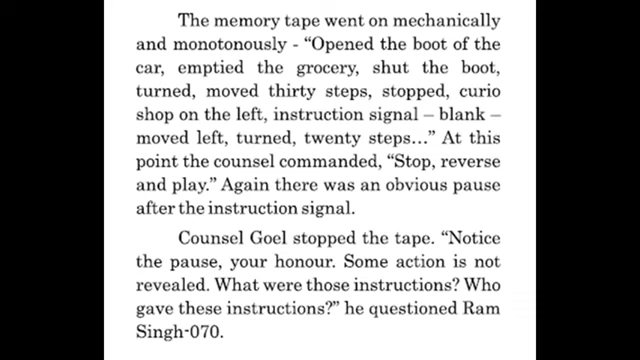 The memory tape went on mechanically
and monotonously - “Opened the boot of the
car, emptied the grocery, shut the boot,
turned, moved thirty steps, stopped, curio
shop on the left, instruction signal – blank –
moved left, turned, twenty steps...” At this
point the counsel commanded, “Stop, reverse
and play.” Again there was an obvious pause
after the instruction signal.
Counsel Goel stopped the tape. “Notice
the pause, your honour. Some action is not
revealed. What were those instructions? Who
gave these instructions?” he questioned Ram
Singh-070.